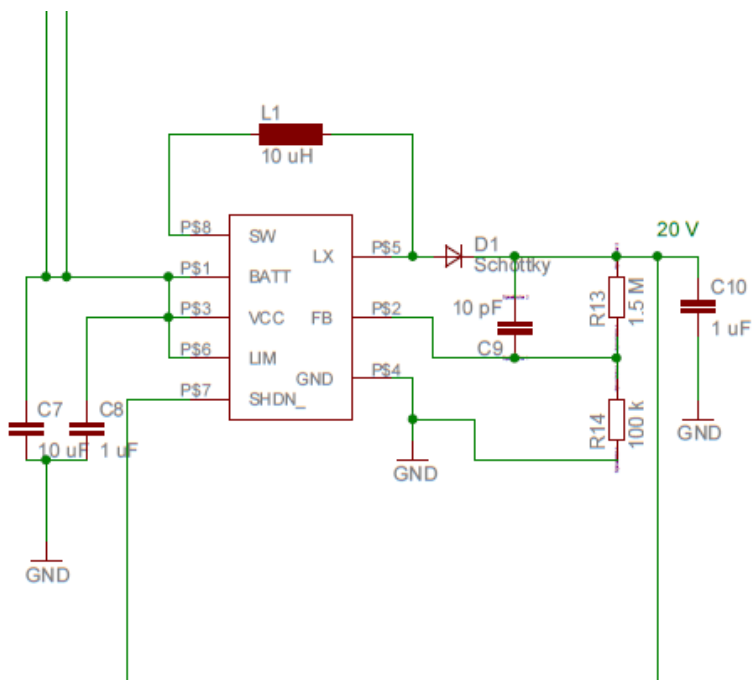 L1
10 uH
P$8
SW
P$1
BATT
P$3
VCC
P$6
LIM
P$7
SHDN_
LX
P$5
FB
P$2
GND
P$4
D1
Schottky
20 V
10 pF
C9
R13
1.5 M
C10
1 uF
R14
100 k
GND
GND
C7
10 uF
C8
1 uF
GND